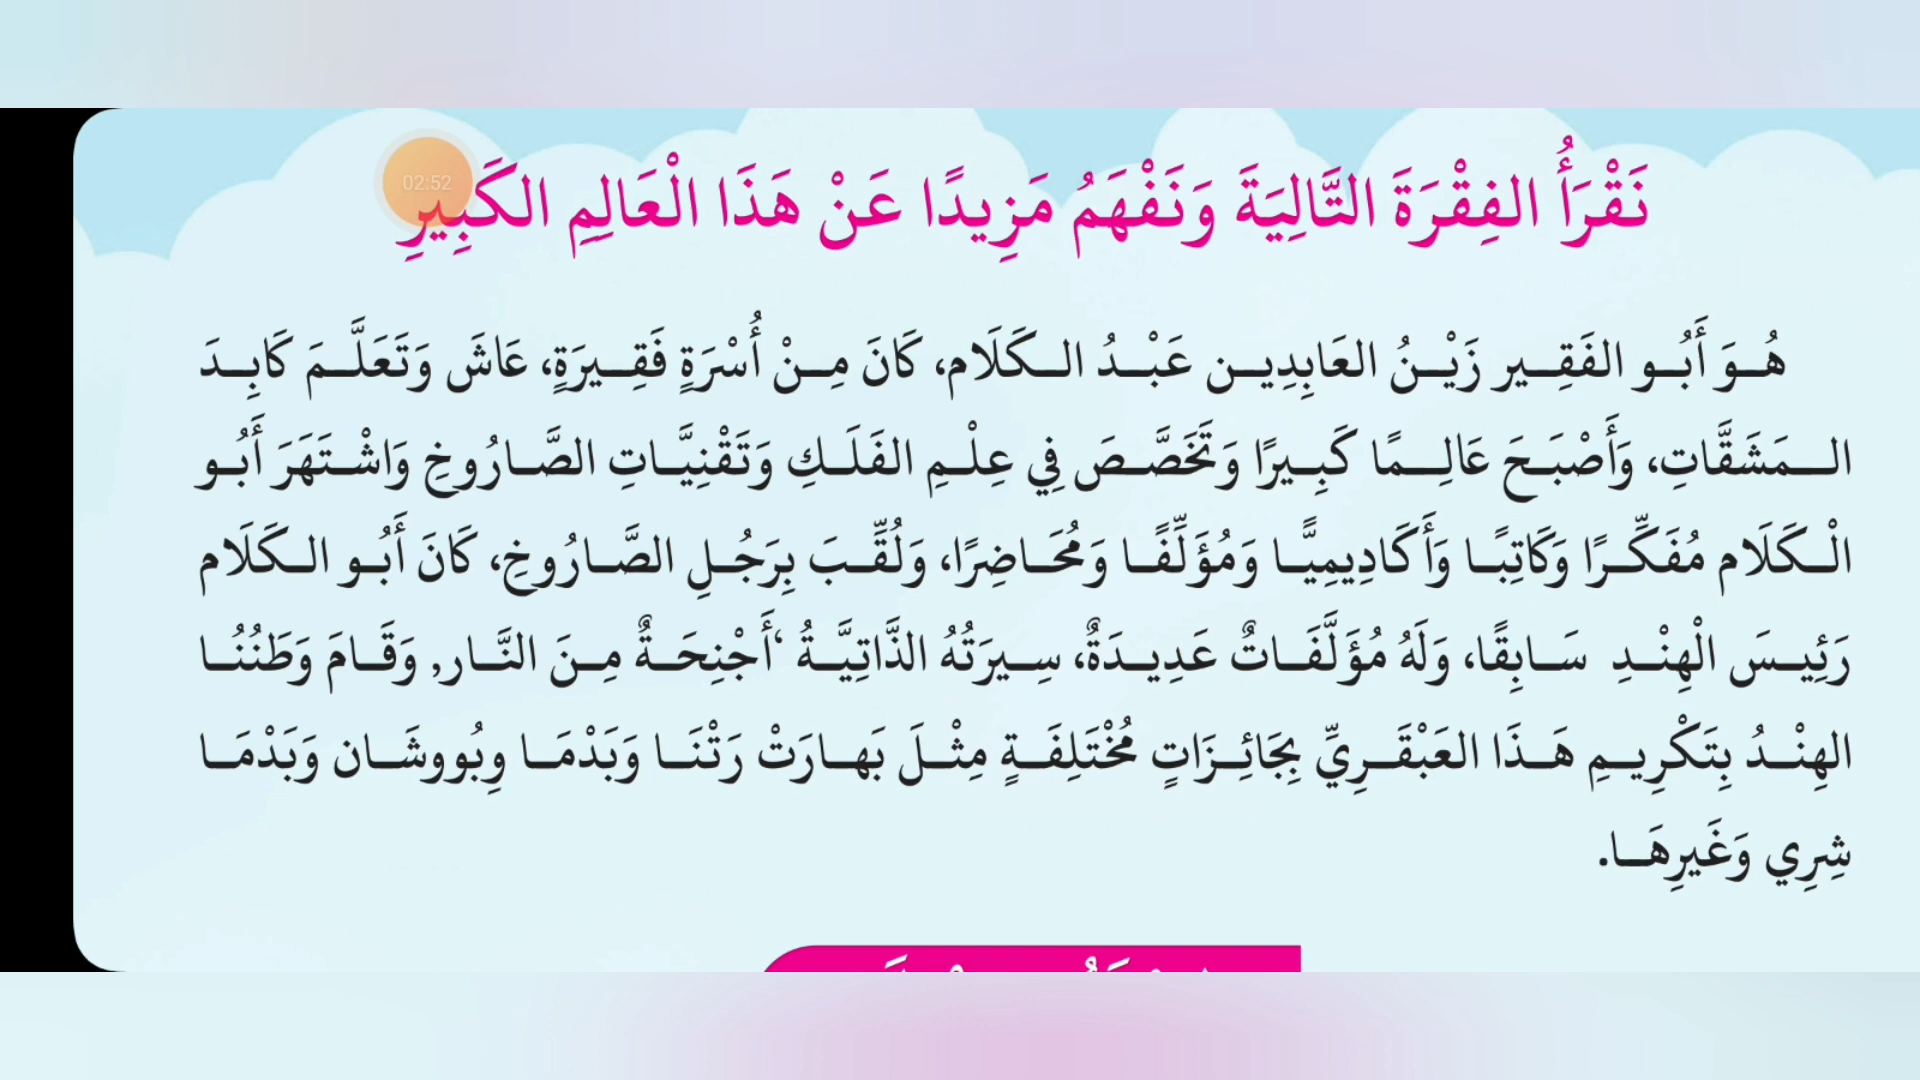 02:52
نَقْرَأُ الفِقْرَةَ التَّالِيَةَ وَنَفْهَمُ مَزِيدًا عَنْ هَذَا الْعَالِمِ الكَبِيرِ
هُوَ أَبُو الفَقِير زَيْنُ العَابِدِين عَبْدُ الكَلَام، كَانَ مِنْ أُسْرَةٍ فَقِيرَةٍ، عَاشَ وَتَعَلَّمَ كَابِدَ
المَشَقَّاتِ، وَأَصْبَحَ عَالِمًا كَبِيرًا وَتَخَصَّصَ فِي عِلْمِ الفَلَكِ وَتَقْنِيَّاتِ الصَّارُوخِ وَاشْتَهَرَ أَبُو
الْكَلَام مُفَكِّرًا وَكَاتِبًا وَأَكَادِيمِيًّا وَمُؤَلِّفًا وَمُحَاضِرًا، وَلُقِّبَ بِرَجُلِ الصَّارُوخِ، كَانَ أَبُو الكَلَام
رَئِيسَ الْهِنْدِ سَابِقًا، وَلَهُ مُؤَلَّفَاتٌ عَدِيدَةٌ، سِيرَتُهُ الذَّاتِيَّةُ ‘أَجْنِحَةٌ مِنَ النَّار, وَقَامَ وَطَنُنُا
الهِنْدُ بِتَكْرِيمِ هَذَا العَبْقَرِيِّ بِجَائِزَاتٍ مُخْتَلِفَةٍ مِثْلَ بَهارَتْ رَتْنَا وَبَدْمَا وِبُووشَان وَبَدْمَا
شِرِي وَغَيرِهَا.